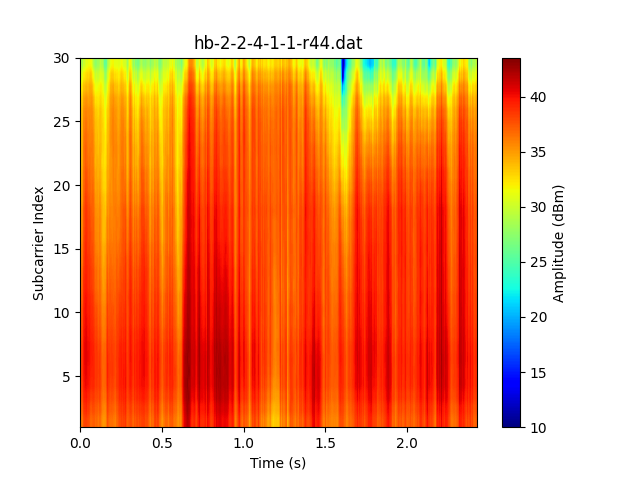 hb-2-2-4-1-1-r44.dat
30
25
20
15
10
5
Subcarrier Index
0.0 0.5 1.0 1.5 2.0
Time (s)
40
35
30
25
20
15
10
Amplitude (dBm)